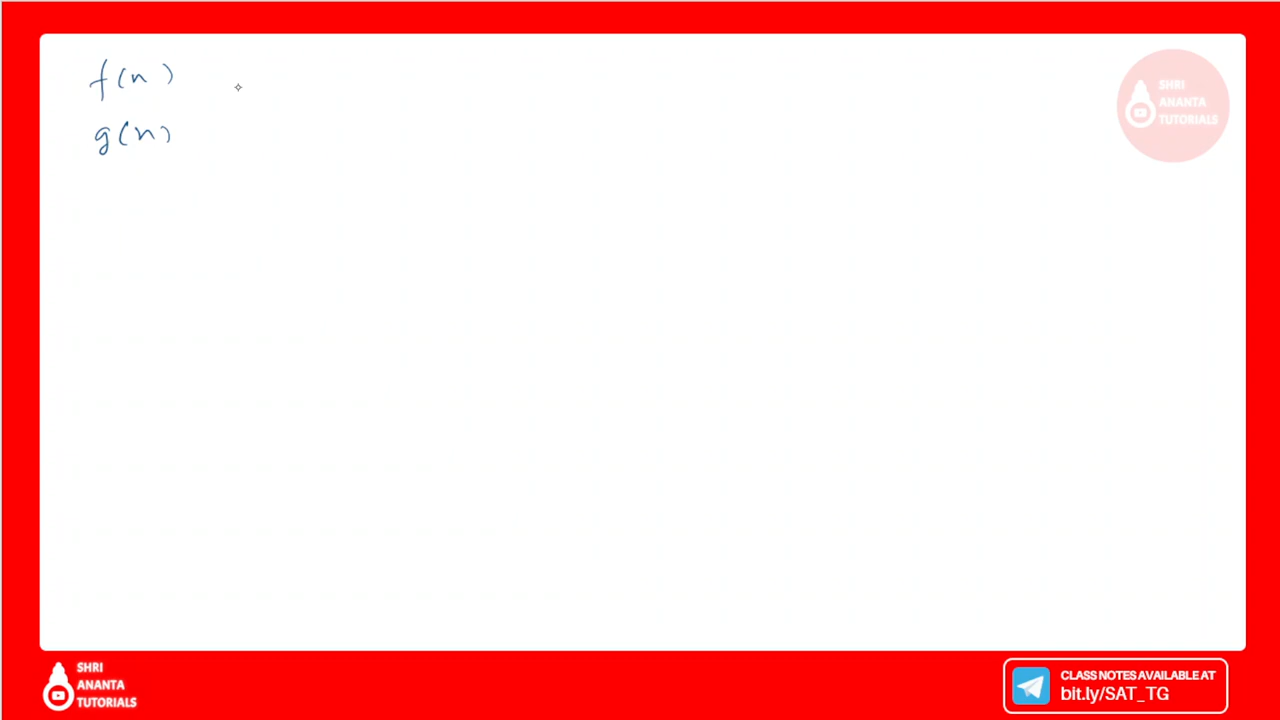 f(n)
g(n)
SHRI
ANANTA
TUTORIALS
SHRI
ANANTA
TUTORIALS
CLASS NOTES AVAILABLE AT
bit.ly/SAT_TG